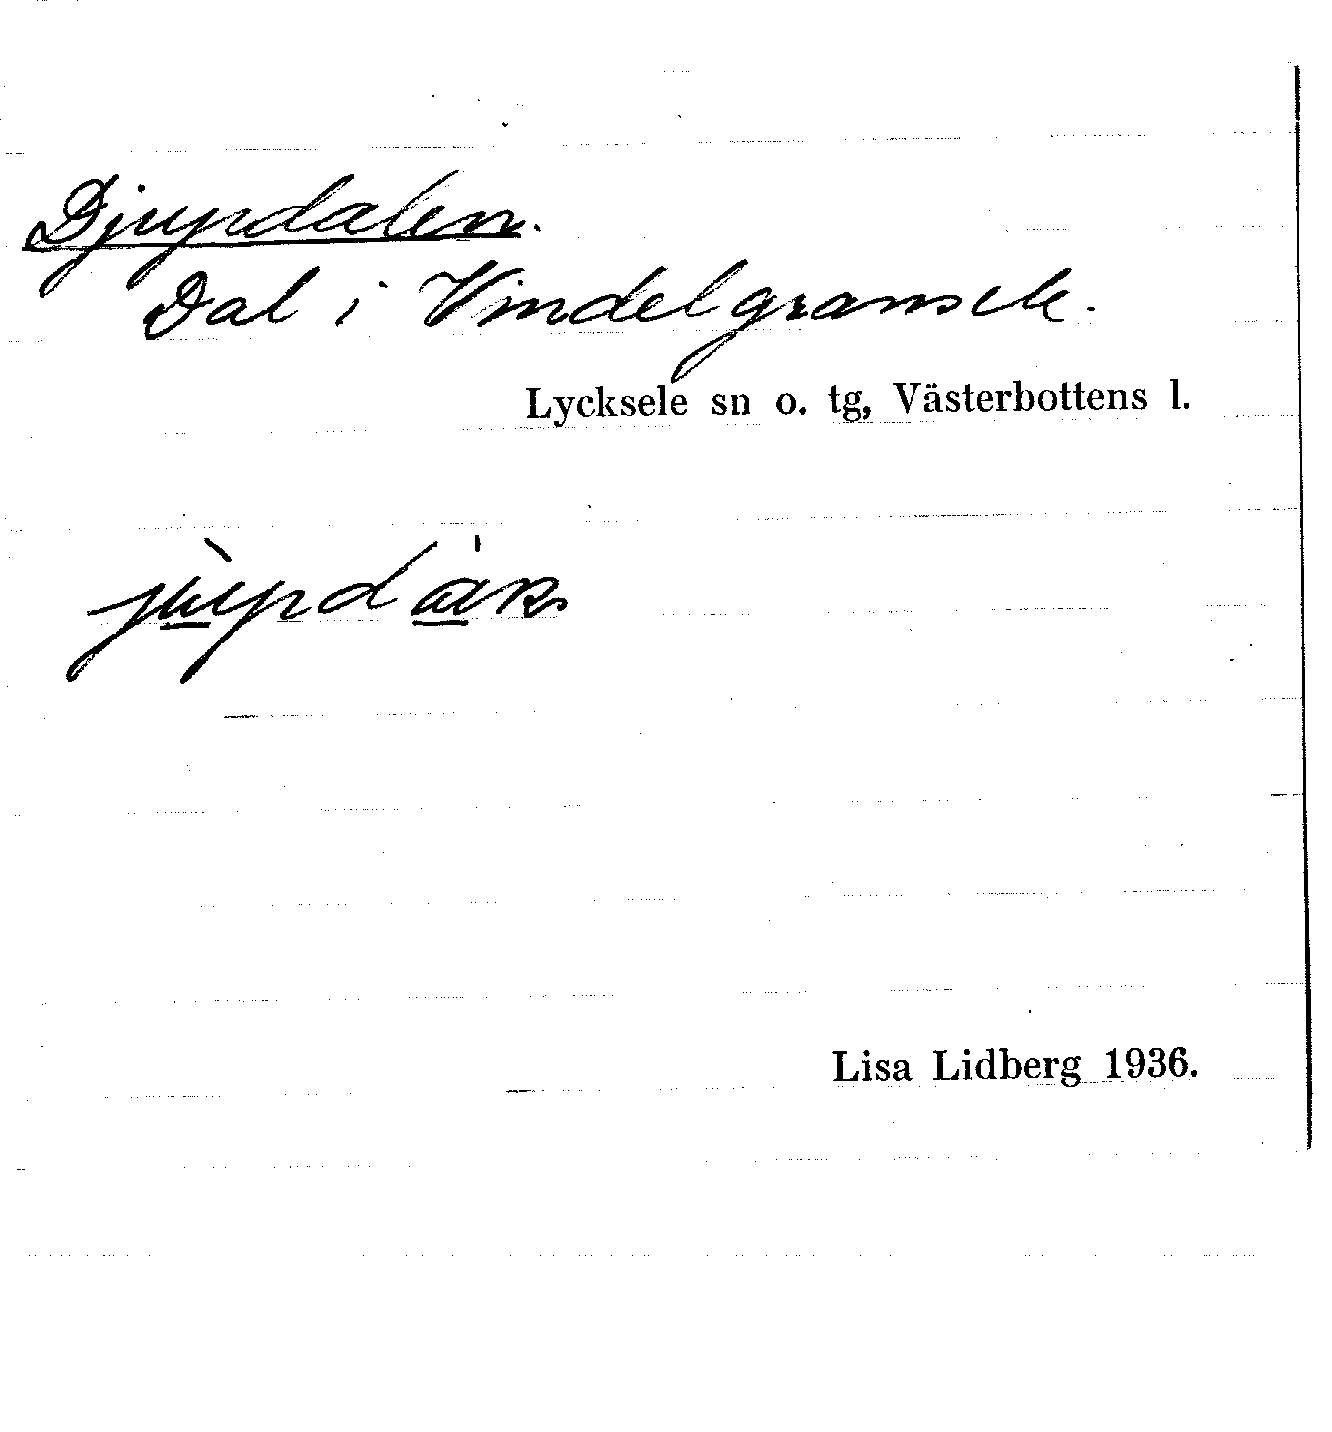 Djupdalen.
Dal i Vindelgransele.
Lycksele sn o. tg, Västerbottens l.
Lisa Lidberg 1936.